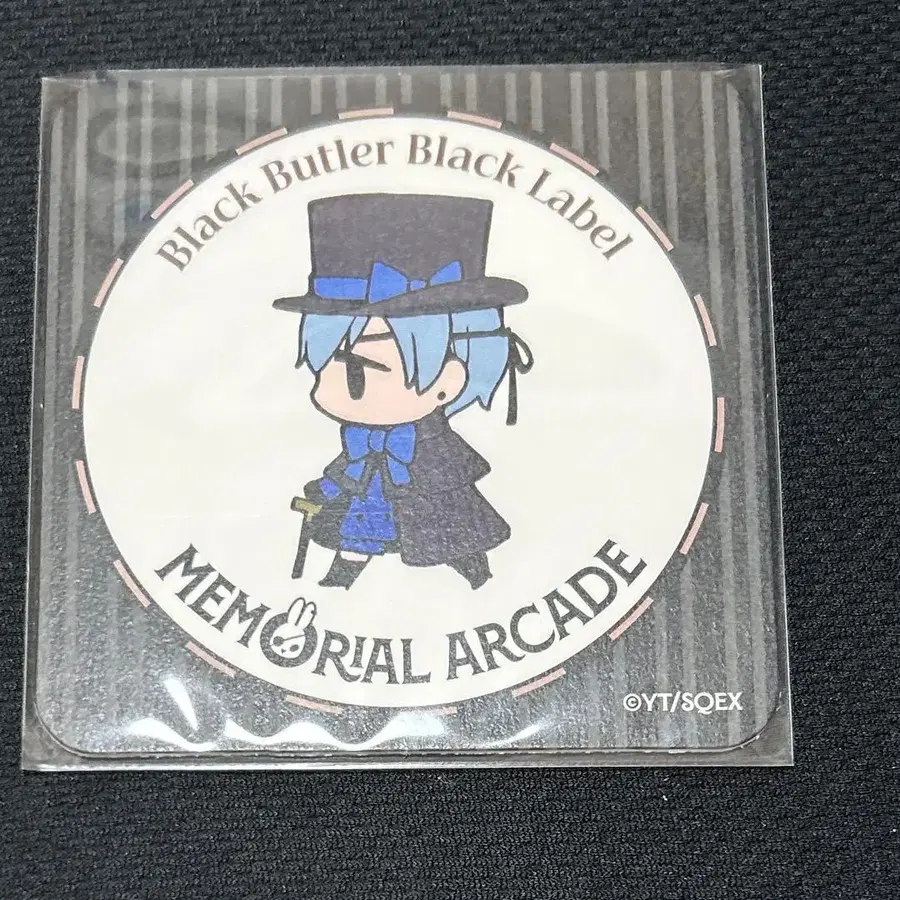 Black Butler Black Label
MEMORIAL ARCADE
©YT/SQEX